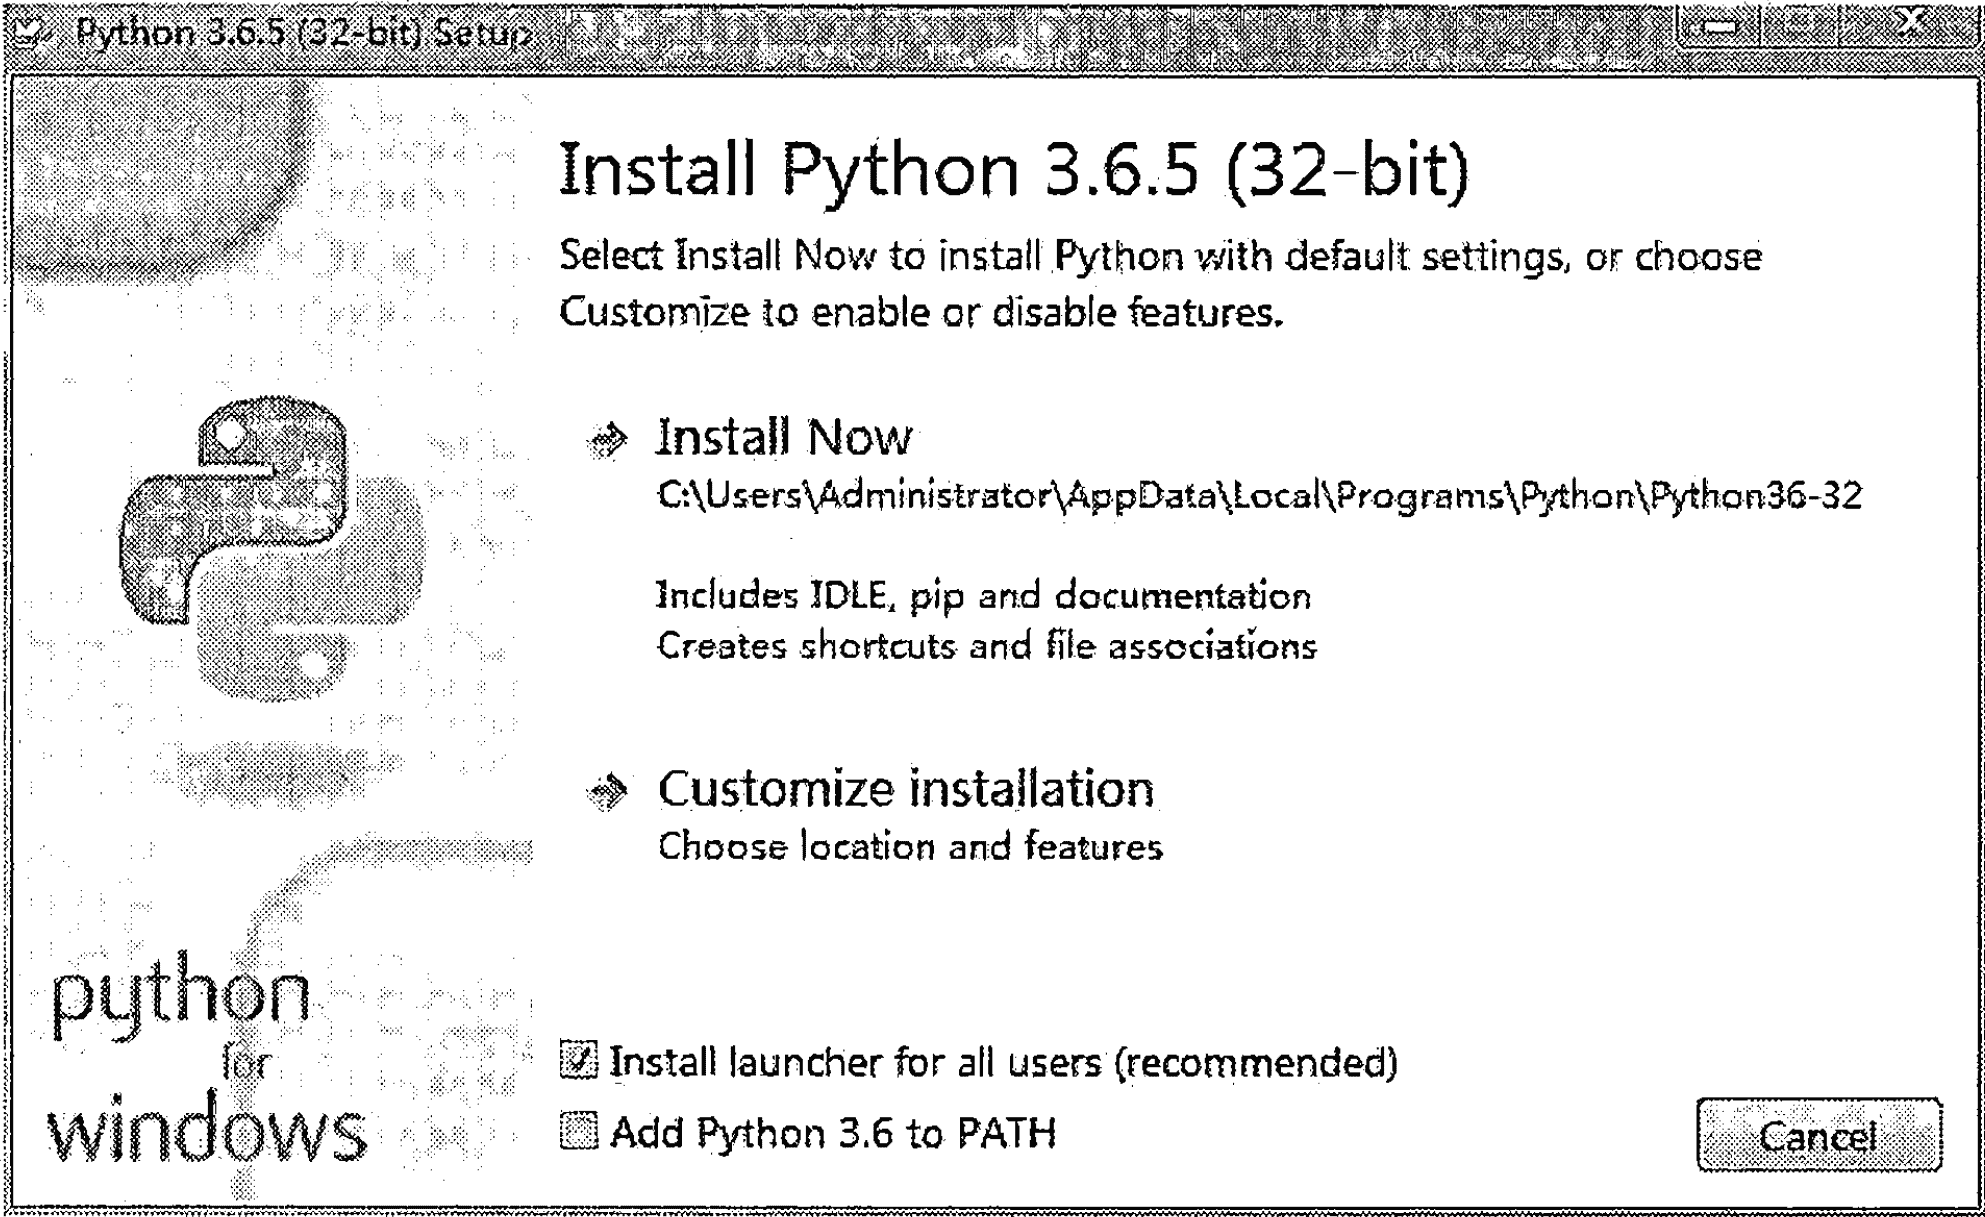 Python 3.6.5 (32-bit) Setup
Install Python 3.6.5 (32-bit)
Select Install Now to install Python with default settings, or choose
Customize to enable or disable features.
Install Now
C:\Users\Administrator\AppData\Local\Programs\Python\Python36-32
Includes IDLE, pip and documentation
Creates shortcuts and file associations
Customize installation
Choose location and features
python
for
windows
Install launcher for all users (recommended)
Add Python 3.6 to PATH
Cancel